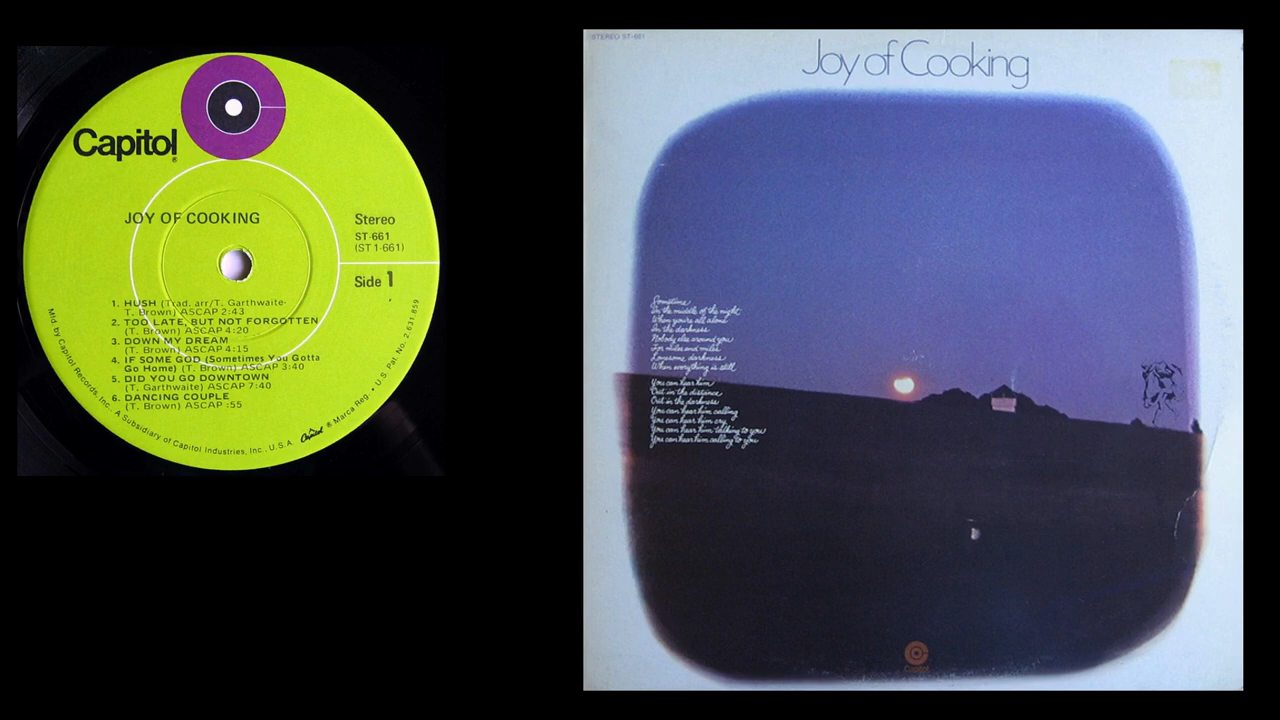 Capitol
®
JOY OF COOKING
Stereo
ST-661
(ST 1-661)
Side 1
1. HUSH (Trad. arr/T. Garthwaite-
T. Brown) ASCAP 2:43
2. TOO LATE, BUT NOT FORGOTTEN
(T. Brown) ASCAP 4:20
3. DOWN MY DREAM
(T. Brown) ASCAP 4:15
4. IF SOME GOD (Sometimes You Gotta
Go Home) (T. Brown) ASCAP 3:40
5. DID YOU GO DOWNTOWN
(T. Garthwaite) ASCAP 7:40
6. DANCING COUPLE
(T. Brown) ASCAP :55
Mfd. by Capitol Records, Inc., A Subsidiary of Capitol Industries, Inc., U.S.A. Capitol ® Marca Reg. • U.S. Pat. No. 2,631,859
STEREO ST-661
Joy of Cooking
Sometime
In the middle of the night
When you're all alone
In the darkness
Nobody else around you
For miles and miles
Lonesome darkness
When everything is still
You can hear him
Out in the distance
Out in the darkness
You can hear him calling
You can hear him cry
You can hear him talking to you
You can hear him calling to you
Capitol